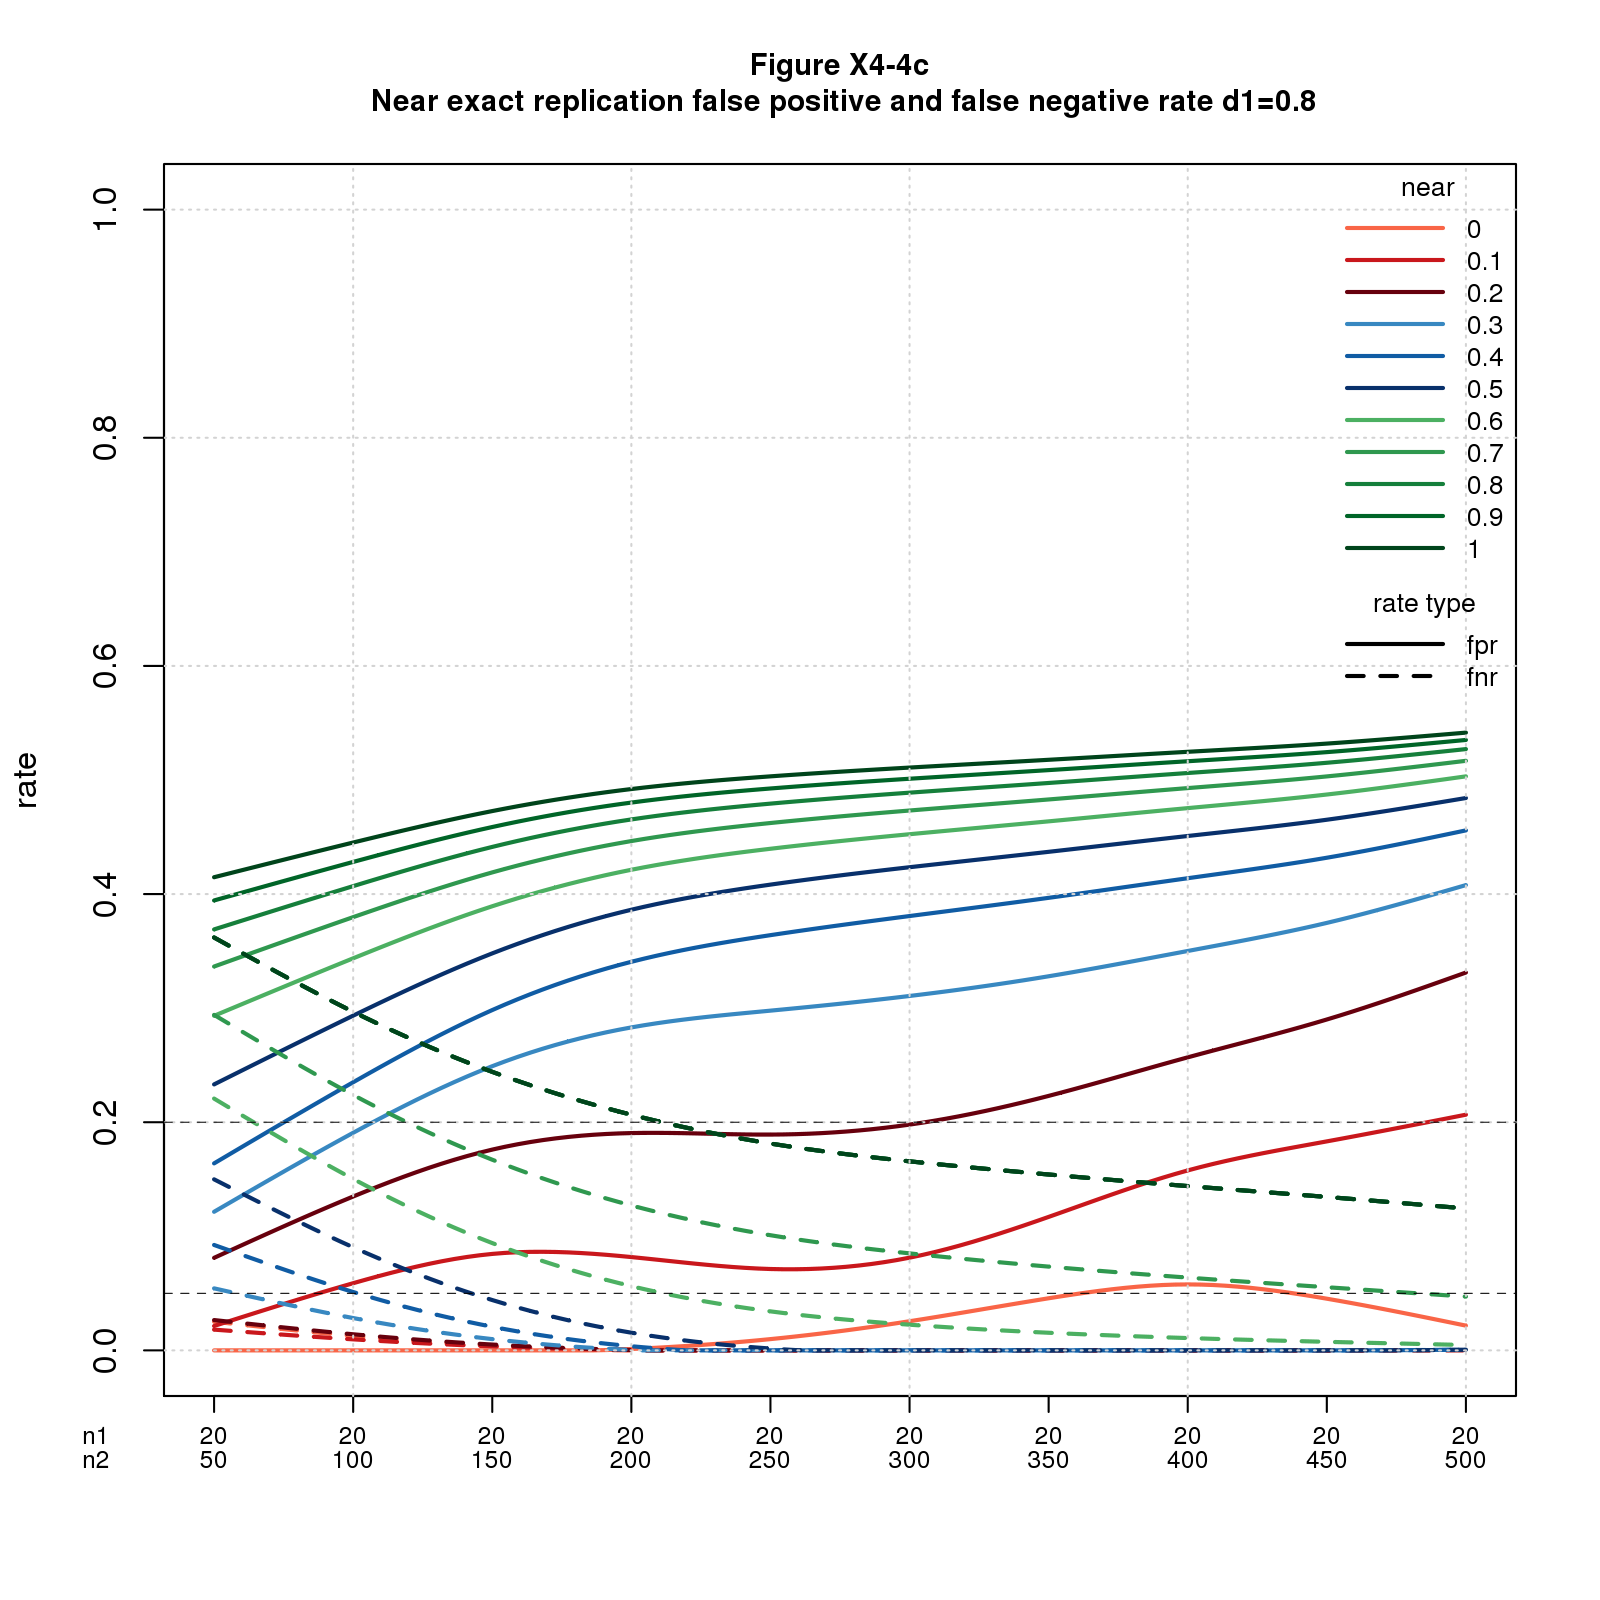 Figure X4-4c
Near exact replication false positive and false negative rate d1=0.8
near
0
0.1
0.2
0.3
0.4
0.5
0.6
0.7
0.8
0.9
1
rate type
fpr
fnr
rate
1.0
0.8
0.6
0.4
0.2
0.0
n1 20 20 20 20 20 20 20 20 20 20
n2 50 100 150 200 250 300 350 400 450 500